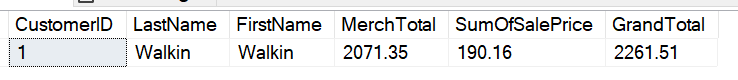 CustomerID LastName FirstName MerchTotal SumOfSalePrice GrandTotal
1 Walkin Walkin 2071.35 190.16 2261.51